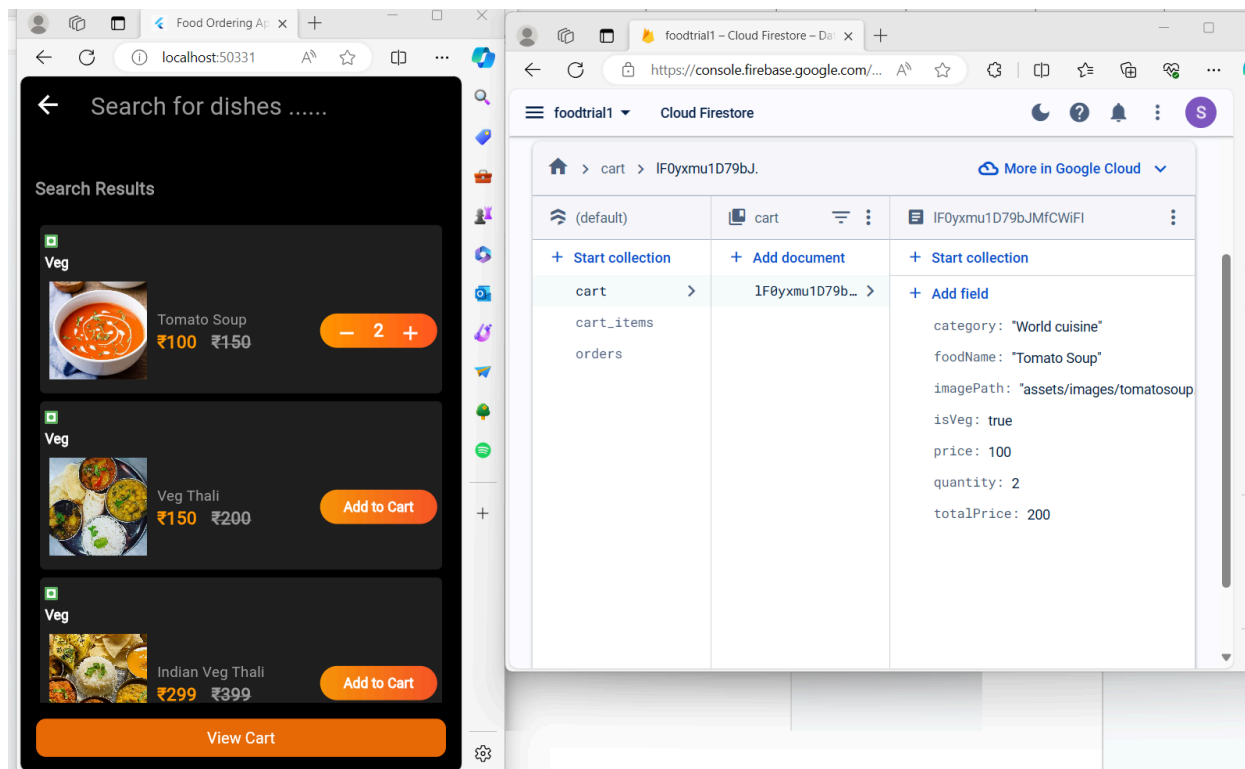 Food Ordering Ap
localhost:50331
Search for dishes ......
Search Results
Veg
Tomato Soup
₹100 ₹150
– 2 +
Veg
Veg Thali
₹150 ₹200
Add to Cart
Veg
Indian Veg Thali
₹299 ₹399
Add to Cart
View Cart
foodtrial1 – Cloud Firestore – Da
https://console.firebase.google.com/...
foodtrial1
Cloud Firestore
S
cart > lF0yxmu1D79bJ.
More in Google Cloud
(default)
cart
lF0yxmu1D79bJMfCWiFI
+ Start collection
+ Add document
+ Start collection
cart
lF0yxmu1D79b…
+ Add field
cart_items
orders
category: "World cuisine"
foodName: "Tomato Soup"
imagePath: "assets/images/tomatosoup
isVeg: true
price: 100
quantity: 2
totalPrice: 200